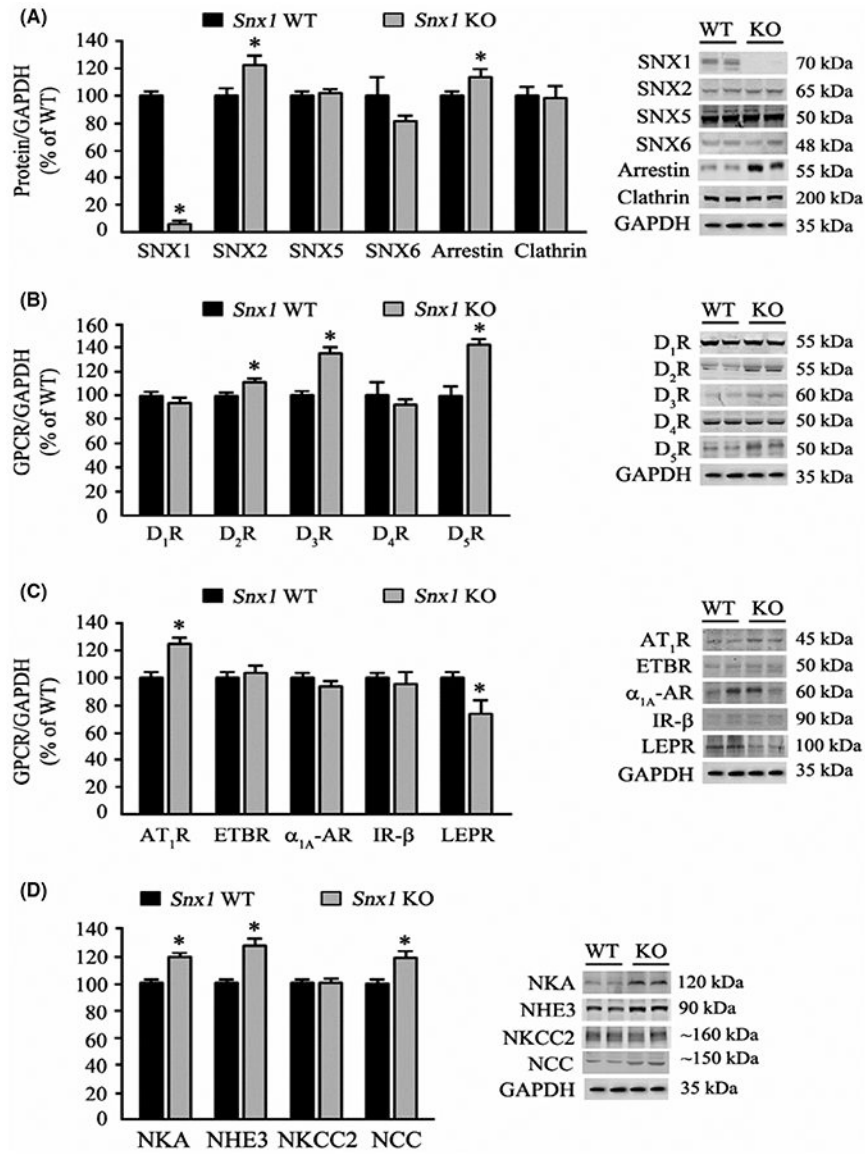 (A)
Snx1 WT Snx1 KO
Protein/GAPDH
(% of WT)
140
120
100
80
60
40
20
0
* * * *
SNX1 SNX2 SNX5 SNX6 Arrestin Clathrin
WT KO
SNX1 70 kDa
SNX2 65 kDa
SNX5 50 kDa
SNX6 48 kDa
Arrestin 55 kDa
Clathrin 200 kDa
GAPDH 35 kDa
(B)
Snx1 WT Snx1 KO
GPCR/GAPDH
(% of WT)
160
140
120
100
80
60
40
20
0
* * *
D₁R D₂R D₃R D₄R D₅R
WT KO
D₁R 55 kDa
D₂R 55 kDa
D₃R 60 kDa
D₄R 50 kDa
D₅R 50 kDa
GAPDH 35 kDa
(C)
Snx1 WT Snx1 KO
GPCR/GAPDH
(% of WT)
140
120
100
80
60
40
20
0
* *
AT₁R ETBR α₁ₐ-AR IR-β LEPR
WT KO
AT₁R 45 kDa
ETBR 50 kDa
α₁ₐ-AR 60 kDa
IR-β 90 kDa
LEPR 100 kDa
GAPDH 35 kDa
(D)
Snx1 WT Snx1 KO
140
120
100
80
60
40
20
0
* * *
NKA NHE3 NKCC2 NCC
WT KO
NKA 120 kDa
NHE3 90 kDa
NKCC2 ~160 kDa
NCC ~150 kDa
GAPDH 35 kDa